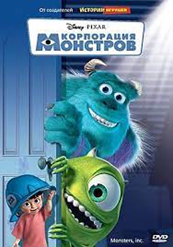 От создателей Истории игрушек
DISNEY PIXAR
КОРПОРАЦИЯ
МОНСТРОВ
Monsters, inc.
DVD